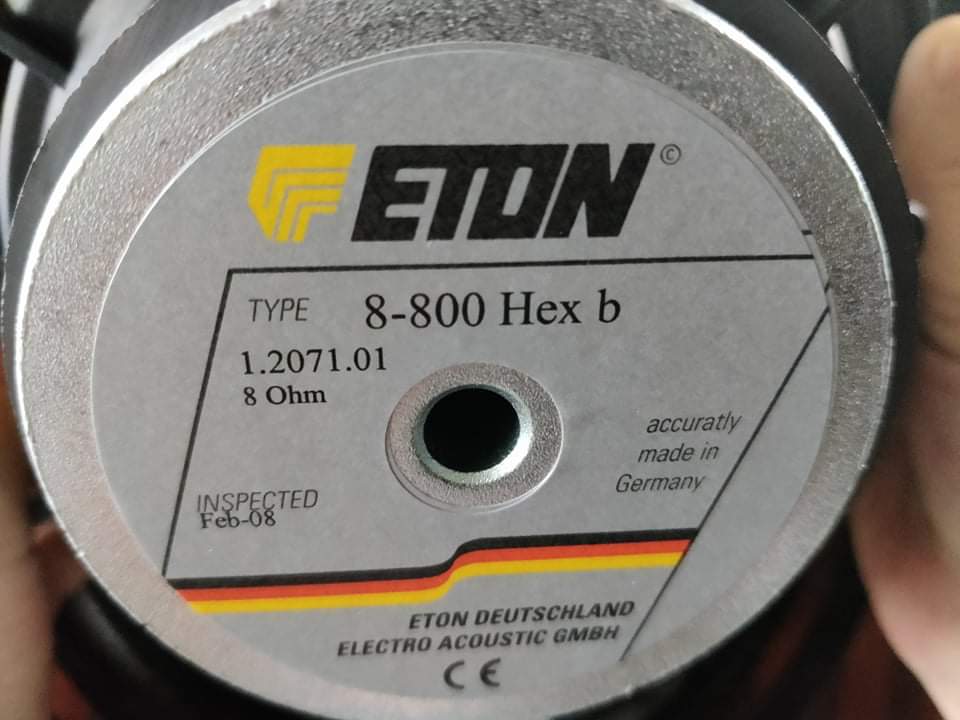 ETON ©
TYPE 8-800 Hex b
1.2071.01
8 Ohm
accuratly
made in
Germany
INSPECTED
Feb-08
ETON DEUTSCHLAND
ELECTRO ACOUSTIC GMBH
CE